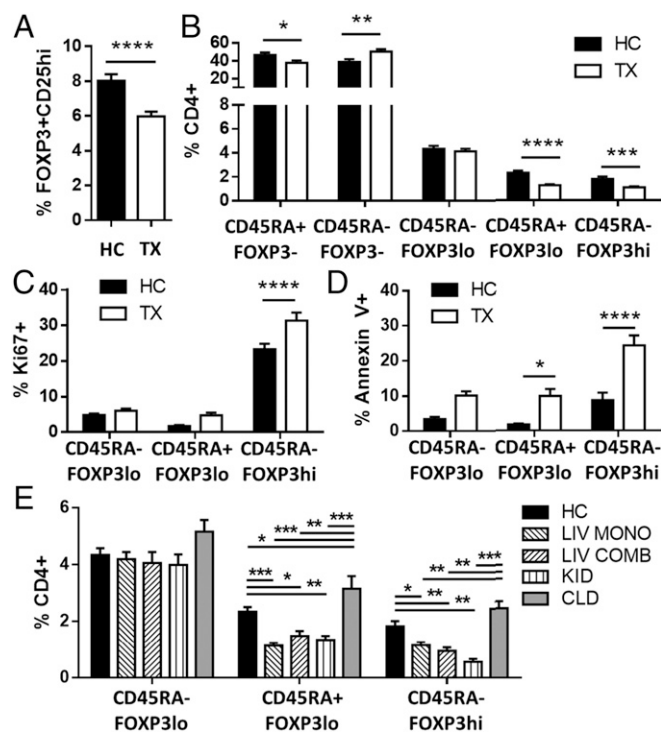 A
% FOXP3+CD25hi
10
8
6
4
2
0
****
HC TX
B
% CD4+
60
40
20
8
6
4
2
0
* ** **** ***
HC
TX
CD45RA+ CD45RA- CD45RA- CD45RA+ CD45RA-
FOXP3- FOXP3- FOXP3lo FOXP3lo FOXP3hi
C
% Ki67+
40
30
20
10
0
HC
TX
****
CD45RA- CD45RA+ CD45RA-
FOXP3lo FOXP3lo FOXP3hi
D
% Annexin V+
40
30
20
10
0
HC
TX
* ****
CD45RA- CD45RA+ CD45RA-
FOXP3lo FOXP3lo FOXP3hi
E
% CD4+
6
4
2
0
*** ** *** *
*** * **
*** ** ** * ** **
HC
LIV MONO
LIV COMB
KID
CLD
CD45RA- CD45RA+ CD45RA-
FOXP3lo FOXP3lo FOXP3hi